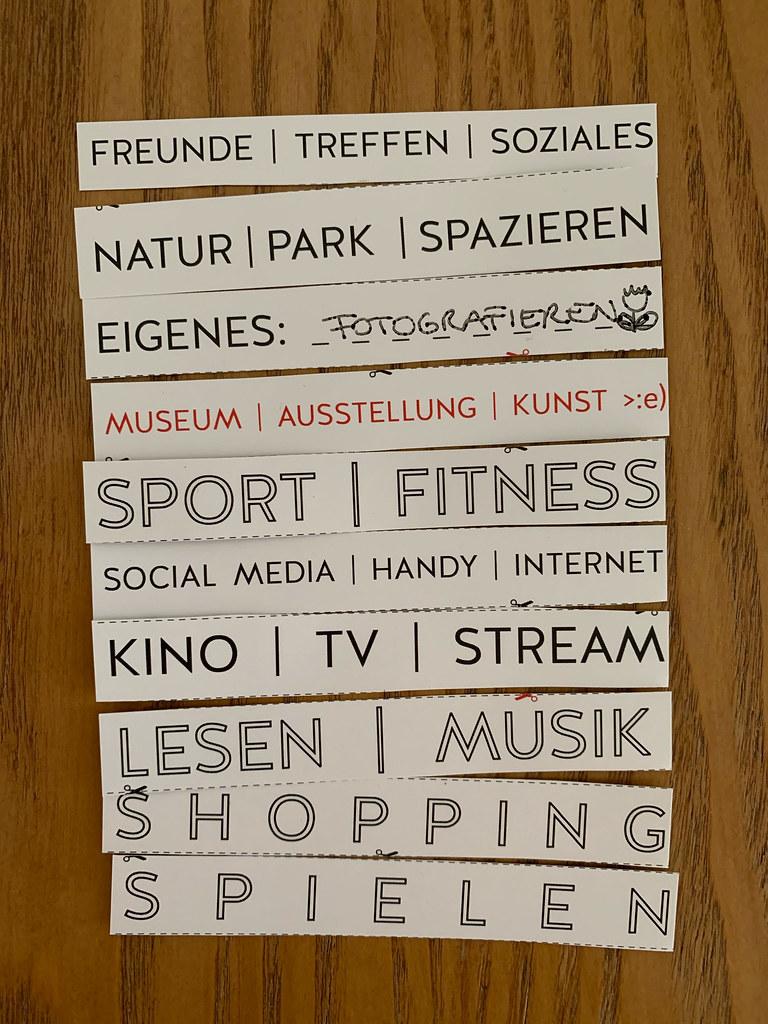 FREUNDE | TREFFEN | SOZIALES
NATUR | PARK | SPAZIEREN
EIGENES: FOTOGRAFIEREN
MUSEUM | AUSSTELLUNG | KUNST >:e)
SPORT | FITNESS
SOCIAL MEDIA | HANDY | INTERNET
KINO | TV | STREAM
LESEN | MUSIK
SHOPPING
SPIELEN